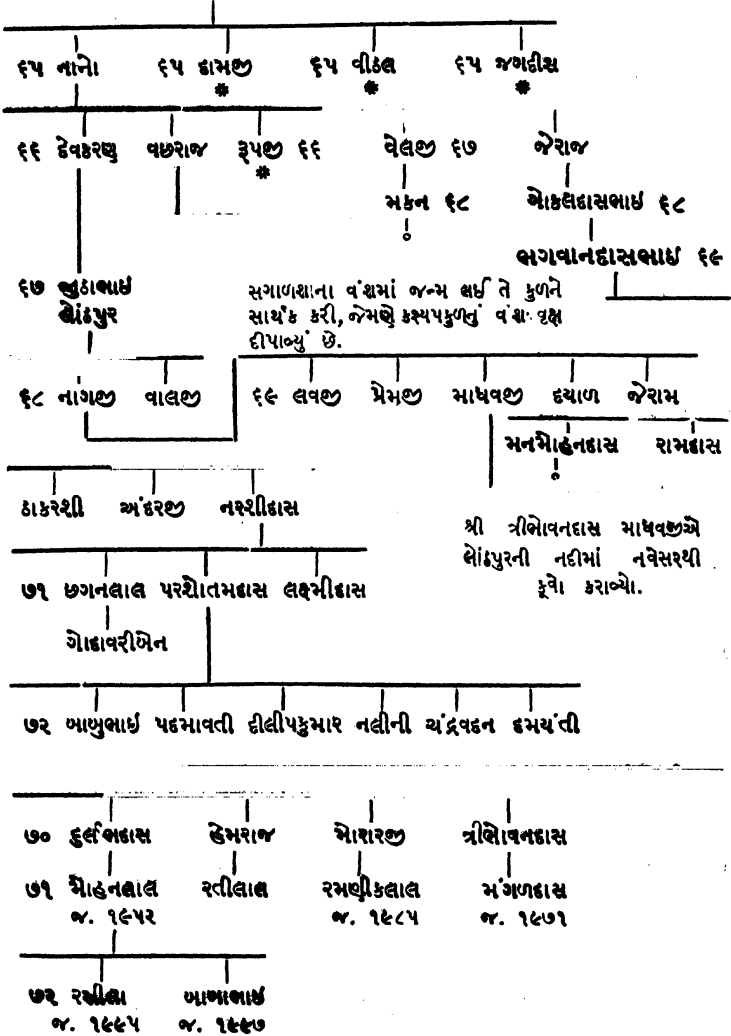 ૬૫ નાનો ૬૫ દામજી ૬૫ વીઠલ ૬૫ જગદીશ
૬૬ દેવકરણ વછરાજ રૂપજી ૬૬ વેલજી ૬૭ જેરાજ
મકન ૬૮ ગોકલદાસભાઇ ૬૮
ભગવાનદાસભાઇ ૬૯
૬૭ જીઠાભાઇ
લોંઠપુર
સગાળશાના વંશમાં જન્મ લઈ તે કુળને
સાર્થક કરી, જેમણે કશ્યપકુળનું વંશ વૃક્ષ
દીપાવ્યું છે.
૬૮ નાગજી વાલજી ૬૯ લવજી પ્રેમજી માધવજી દયાળ જેરામ
મનમોહનદાસ રામદાસ
ઠાકરશી અંદરજી નરશીદાસ
શ્રી ત્રીભોવનદાસ માધવજીએ
લોંઠપુરની નદીમાં નવેસરથી
કૂવો કરાવ્યો.
૭૧ છગનલાલ પરશોતમદાસ લક્ષ્મીદાસ
ગોદાવરીબેન
૭૨ બાબુભાઇ પદમાવતી દીલીપકુમાર નલીની ચંદ્રવદન દમયંતી
૭૦ દુર્લભદાસ હેમરાજ મોરારજી ત્રીભોવનદાસ
૭૧ મોહનલાલ રતીલાલ રમણીકલાલ મંગળદાસ
જ. ૧૯૫૨ જ. ૧૯૮૫ જ. ૧૯૭૧
૭૨ રસીલા બાબાભાઇ
જ. ૧૯૯૫ જ. ૧૯૯૭